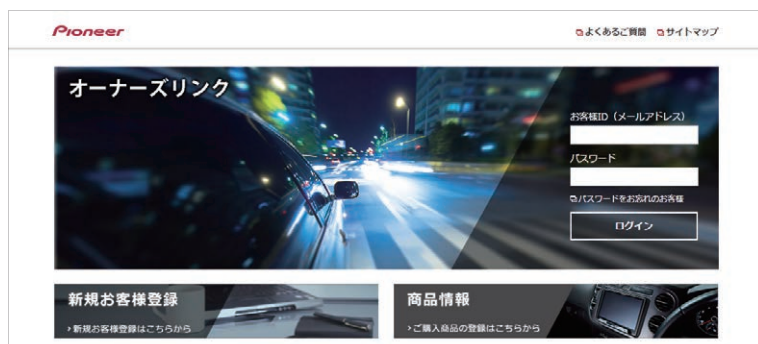 Pioneer
よくあるご質問 サイトマップ
オーナーズリンク
お客様ID（メールアドレス）
パスワード
パスワードをお忘れのお客様
ログイン
新規お客様登録
>新規お客様登録はこちらから
商品情報
>ご購入商品の登録はこちらから